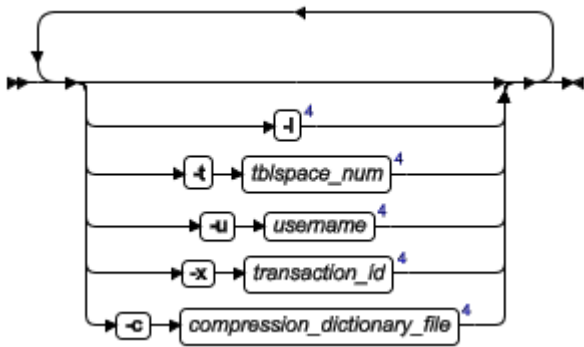 -l 4
-t tblspace_num 4
-u username 4
-x transaction_id 4
-c compression_dictionary_file 4